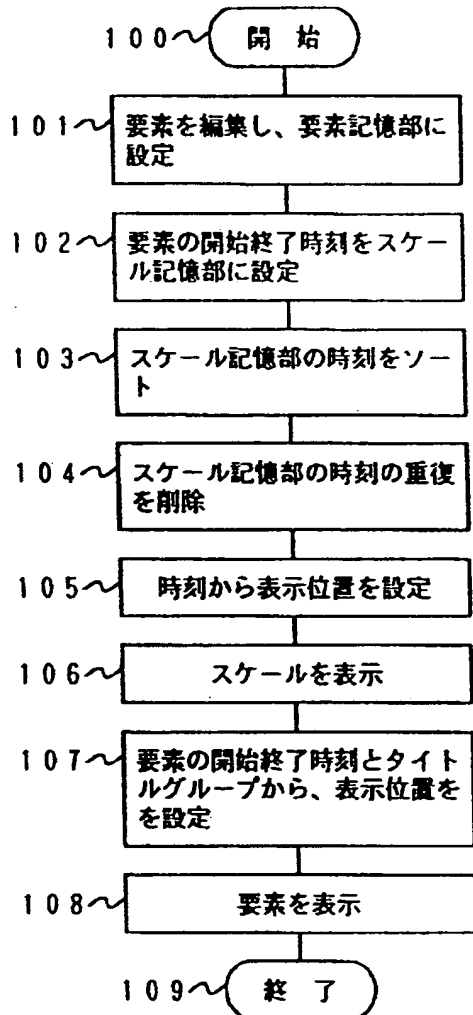 100 開 始
101 要素を編集し、要素記憶部に
設定
102 要素の開始終了時刻をスケー
ル記憶部に設定
103 スケール記憶部の時刻をソー
ト
104 スケール記憶部の時刻の重復
を削除
105 時刻から表示位置を設定
106 スケールを表示
107 要素の開始終了時刻とタイト
ルグループから、表示位置を
を設定
108 要素を表示
109 終 了